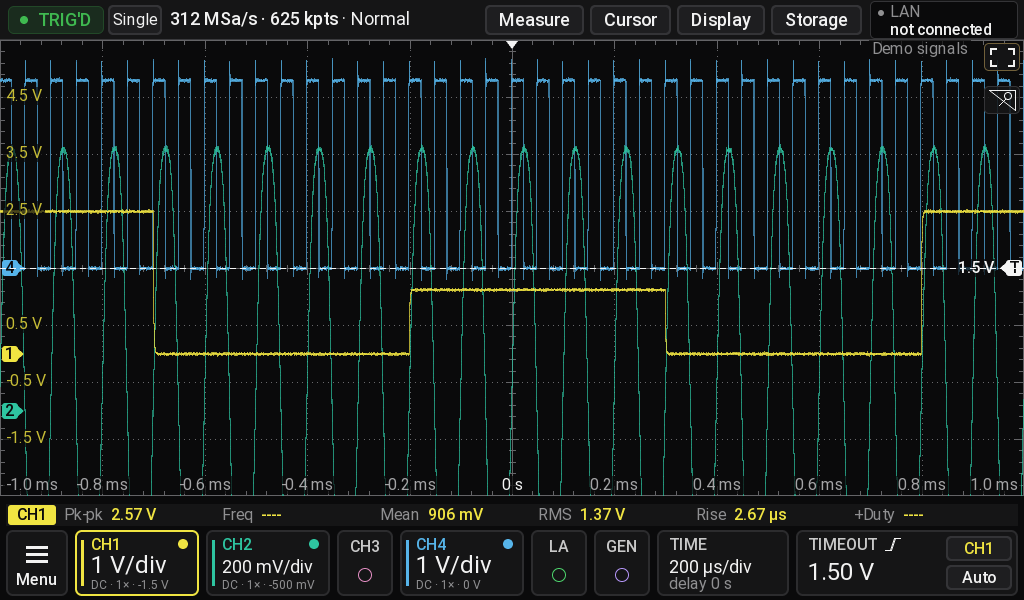 TRIG'D Single 312 MSa/s · 625 kpts · Normal Measure Cursor Display Storage LAN
not connected
Demo signals
4.5 V
3.5 V
2.5 V
4 1.5 V T
0.5 V
1
-0.5 V
2
-1.5 V
-1.0 ms -0.8 ms -0.6 ms -0.4 ms -0.2 ms 0 s 0.2 ms 0.4 ms 0.6 ms 0.8 ms 1.0 ms
CH1 Pk-pk 2.57 V Freq ---- Mean 906 mV RMS 1.37 V Rise 2.67 µs +Duty ----
Menu
CH1
1 V/div
DC · 1× · -1.5 V
CH2
200 mV/div
DC · 1× · -500 mV
CH3
CH4
1 V/div
DC · 1× · 0 V
LA
GEN
TIME
200 µs/div
delay 0 s
TIMEOUT
1.50 V
CH1
Auto